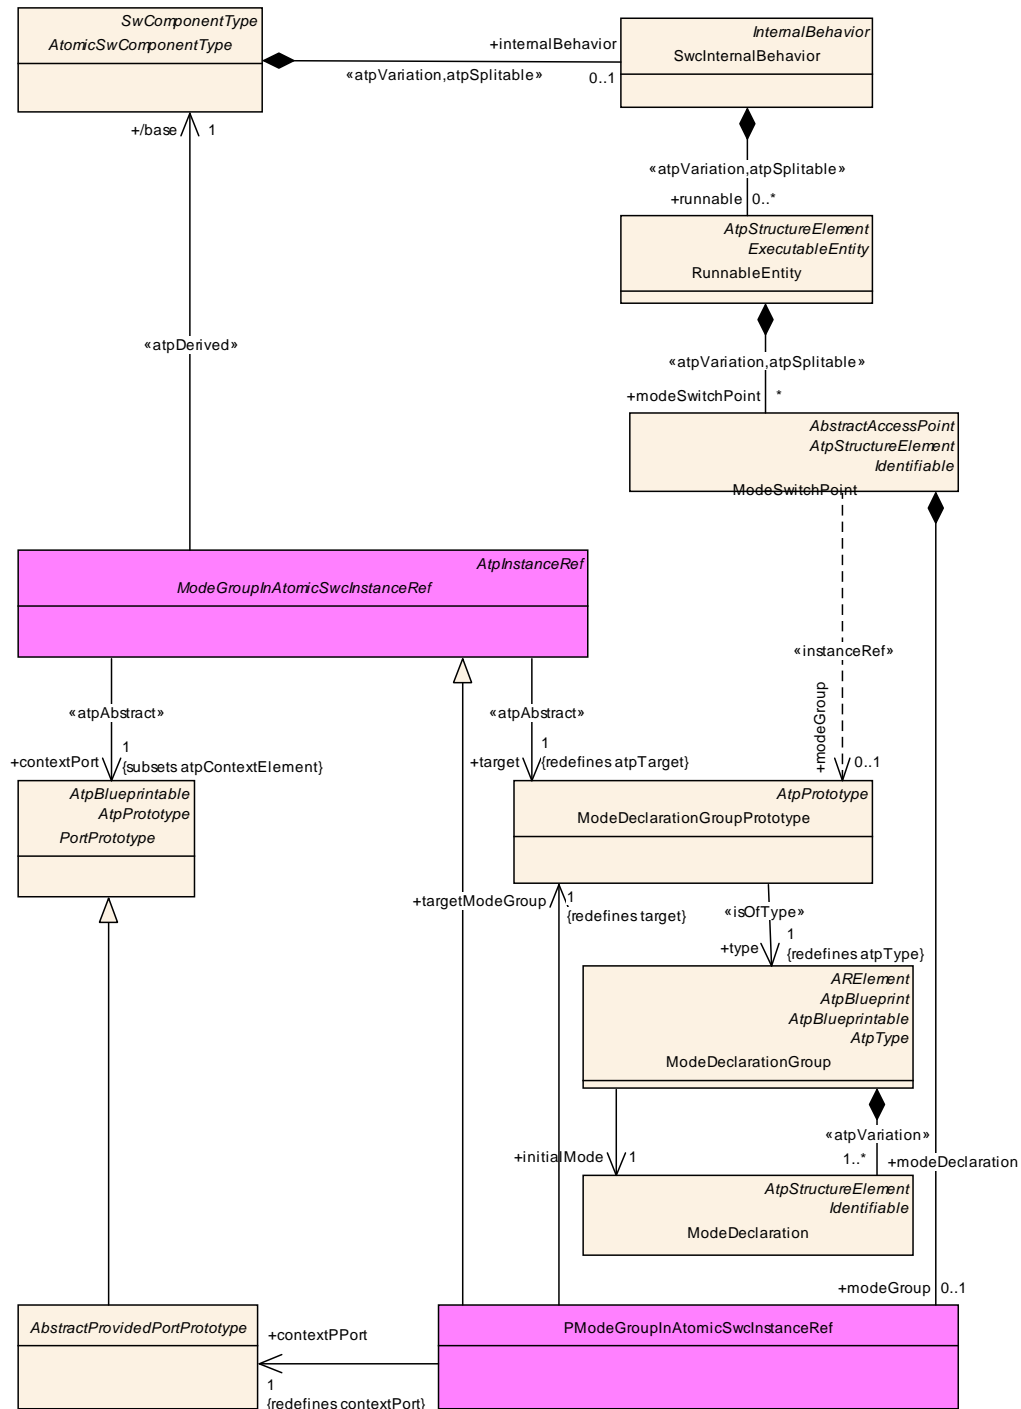 SwComponentType
AtomicSwComponentType
+internalBehavior
«atpVariation,atpSplitable»
0..1
InternalBehavior
SwcInternalBehavior
+/base
1
«atpVariation,atpSplitable»
+runnable
0..*
AtpStructureElement
ExecutableEntity
RunnableEntity
«atpDerived»
«atpVariation,atpSplitable»
+modeSwitchPoint
*
AbstractAccessPoint
AtpStructureElement
Identifiable
ModeSwitchPoint
AtpInstanceRef
ModeGroupInAtomicSwcInstanceRef
«instanceRef»
+modeGroup
0..1
«atpAbstract»
+contextPort
1
{subsets atpContextElement}
«atpAbstract»
+target
1
{redefines atpTarget}
AtpBlueprintable
AtpPrototype
PortPrototype
AtpPrototype
ModeDeclarationGroupPrototype
+targetModeGroup
1
{redefines target}
«isOfType»
+type
1
{redefines atpType}
ARElement
AtpBlueprint
AtpBlueprintable
AtpType
ModeDeclarationGroup
+initialMode
1
«atpVariation»
1..*
+modeDeclaration
AtpStructureElement
Identifiable
ModeDeclaration
+modeGroup
0..1
AbstractProvidedPortPrototype
+contextPPort
1
{redefines contextPort}
PModeGroupInAtomicSwcInstanceRef